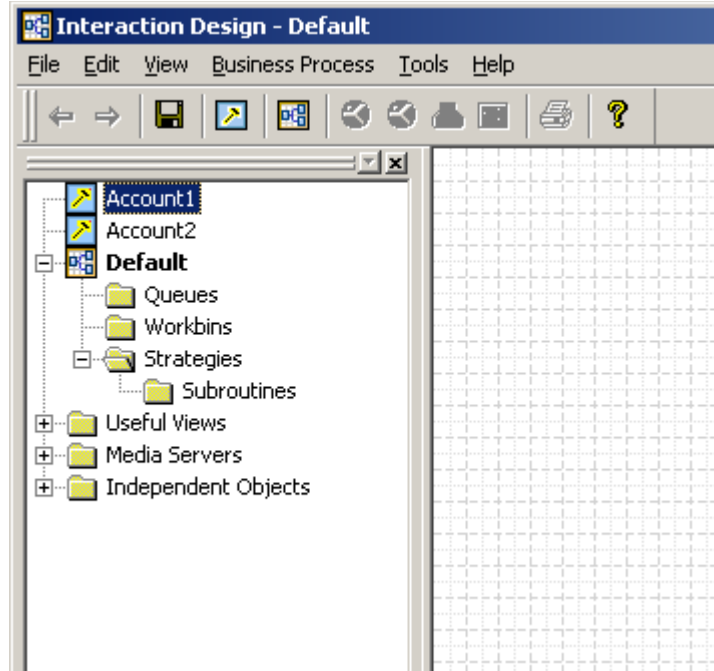 Interaction Design - Default
File Edit View Business Process Tools Help
Account1
Account2
Default
Queues
Workbins
Strategies
Subroutines
Useful Views
Media Servers
Independent Objects